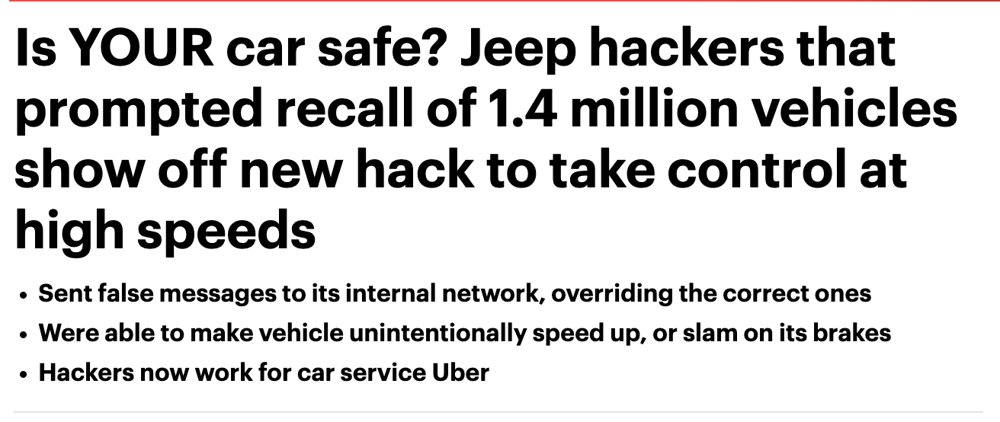 Is YOUR car safe? Jeep hackers that
prompted recall of 1.4 million vehicles
show off new hack to take control at
high speeds
• Sent false messages to its internal network, overriding the correct ones
• Were able to make vehicle unintentionally speed up, or slam on its brakes
• Hackers now work for car service Uber